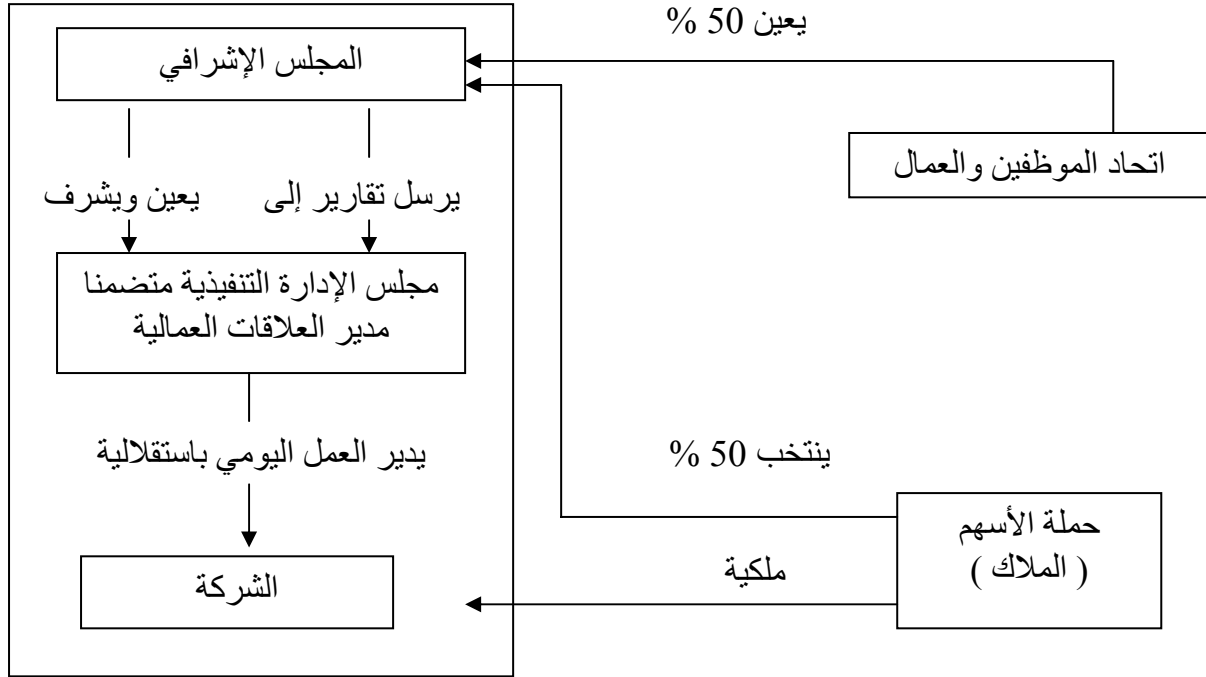 يعين 50 %
المجلس الإشرافي
اتحاد الموظفين والعمال
يرسل تقارير إلى
يعين ويشرف
مجلس الإدارة التنفيذية متضمنا
مدير العلاقات العمالية
يدير العمل اليومي باستقلالية
ينتخب 50 %
حملة الأسهم
( الملاك )
ملكية
الشركة